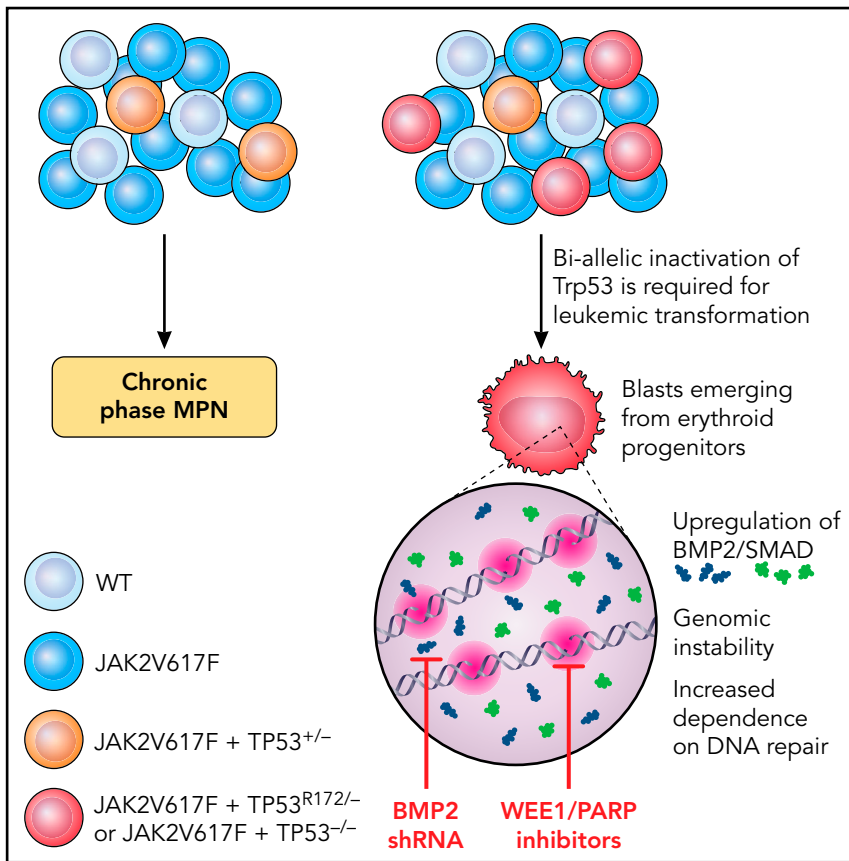 Bi-allelic inactivation of
Trp53 is required for
leukemic transformation
Chronic
phase MPN
Blasts emerging
from erythroid
progenitors
Upregulation of
BMP2/SMAD
Genomic
instability
Increased
dependence
on DNA repair
WT
JAK2V617F
JAK2V617F + TP53⁺/⁻
JAK2V617F + TP53ᴿ¹⁷²/⁻
or JAK2V617F + TP53⁻/⁻
BMP2
shRNA
WEE1/PARP
inhibitors